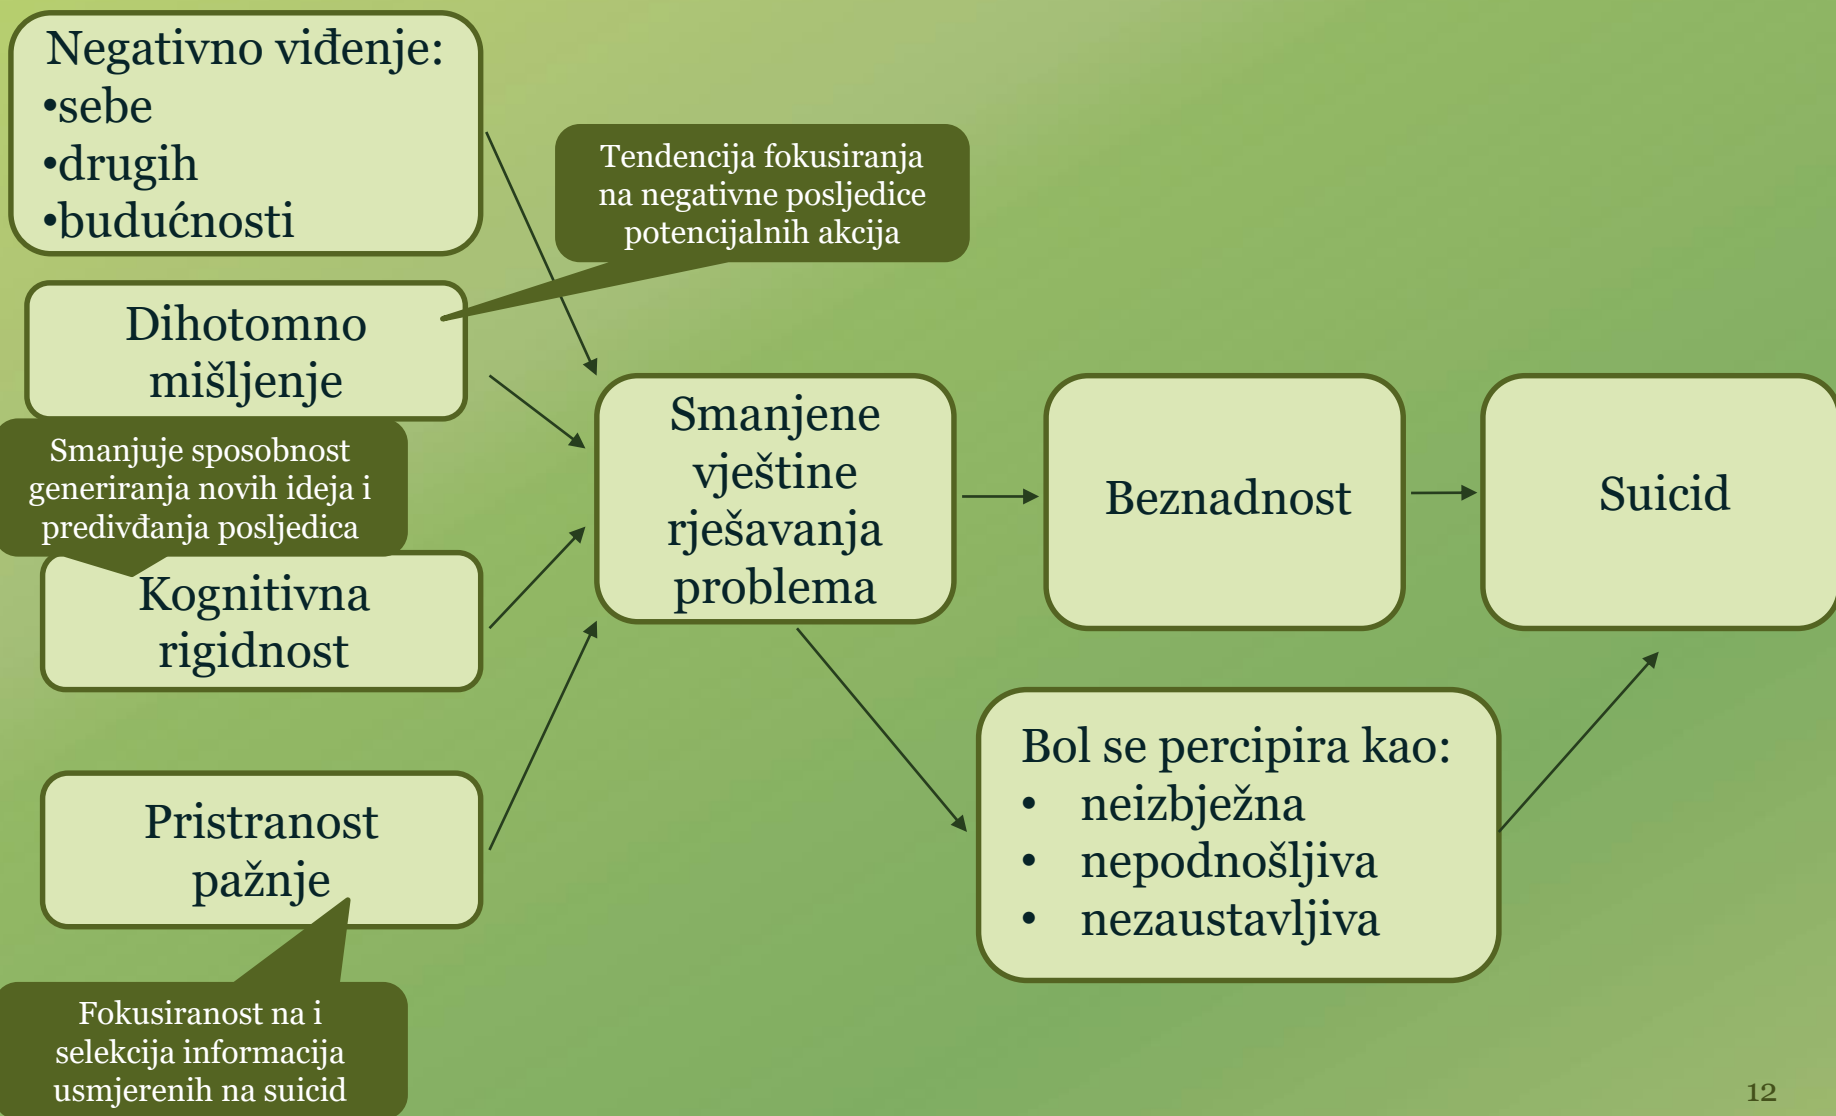 Negativno viđenje:
•sebe
•drugih
•budućnosti
Tendencija fokusiranja
na negativne posljedice
potencijalnih akcija
Dihotomno
mišljenje
Smanjuje sposobnost
generiranja novih ideja i
predivđanja posljedica
Kognitivna
rigidnost
Pristranost
pažnje
Fokusiranost na i
selekcija informacija
usmjerenih na suicid
Smanjene
vještine
rješavanja
problema
Beznadnost
Suicid
Bol se percipira kao:
• neizbježna
• nepodnošljiva
• nezaustavljiva
12